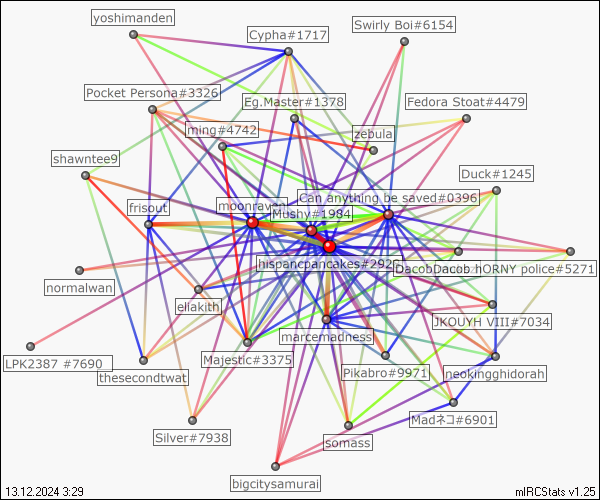 yoshimanden
Swirly Boi#6154
Cypha#1717
Pocket Persona#3326
Eg.Master#1378
Fedora Stoat#4479
ming#4742
zebula
shawntee9
Duck#1245
Can anything be saved#0396
frisout
moonraven
Mushy#1984
hispancpancakes#292
DacobDacob
HORNY police#5271
normalwan
eilakith
JKOUYH VIII#7034
marcemadness
LPK2387 #7690
Majestic#3375
thesecondtwat
Pikabro#9971
neokingghidorah
Madネコ#6901
Silver#7938
somass
bigcitysamurai
13.12.2024 3:29
mIRCStats v1.25